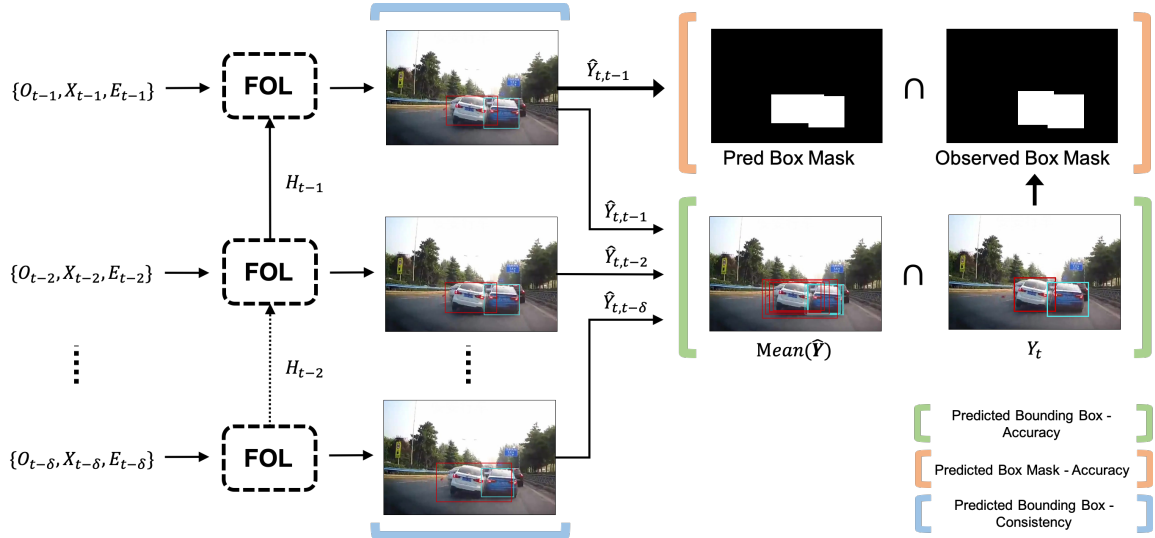 {O_{t-1}, X_{t-1}, E_{t-1}}
FOL
Ŷ_{t,t-1}
∩
Pred Box Mask
Observed Box Mask
H_{t-1}
Ŷ_{t,t-1}
{O_{t-2}, X_{t-2}, E_{t-2}}
FOL
Ŷ_{t,t-2}
∩
Ŷ_{t,t-δ}
Mean(Ŷ)
Y_t
H_{t-2}
{O_{t-δ}, X_{t-δ}, E_{t-δ}}
FOL
Predicted Bounding Box -
Accuracy
Predicted Box Mask - Accuracy
Predicted Bounding Box -
Consistency